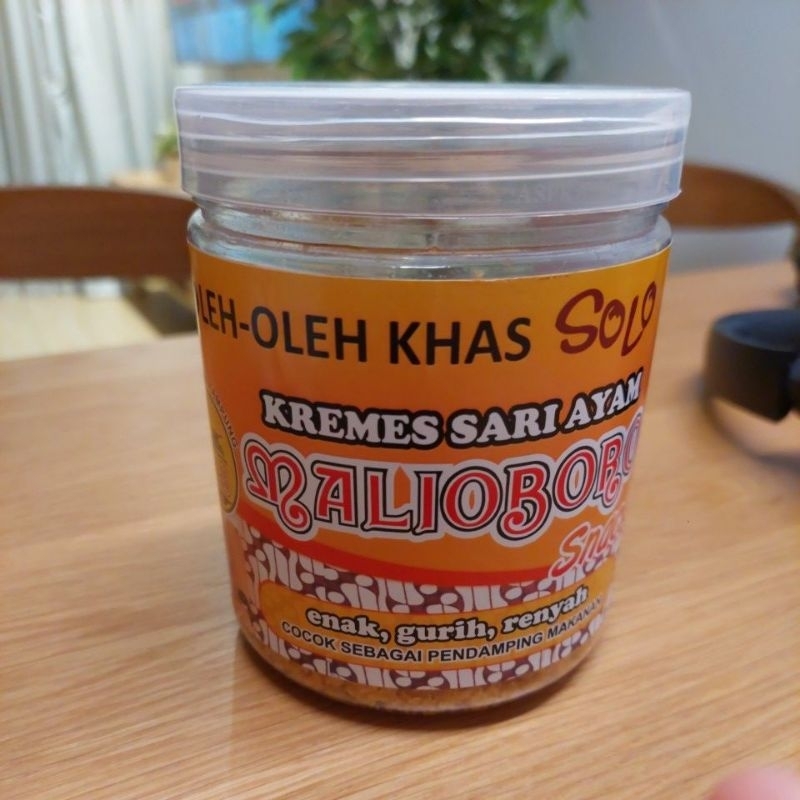 LEH-OLEH KHAS SOLO
KREMES SARI AYAM
MALIOBORO
enak, gurih, renyah
COCOK SEBAGAI PENDAMPING MAKANAN